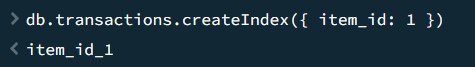 > db.transactions.createIndex({ item_id: 1 })
< item_id_1